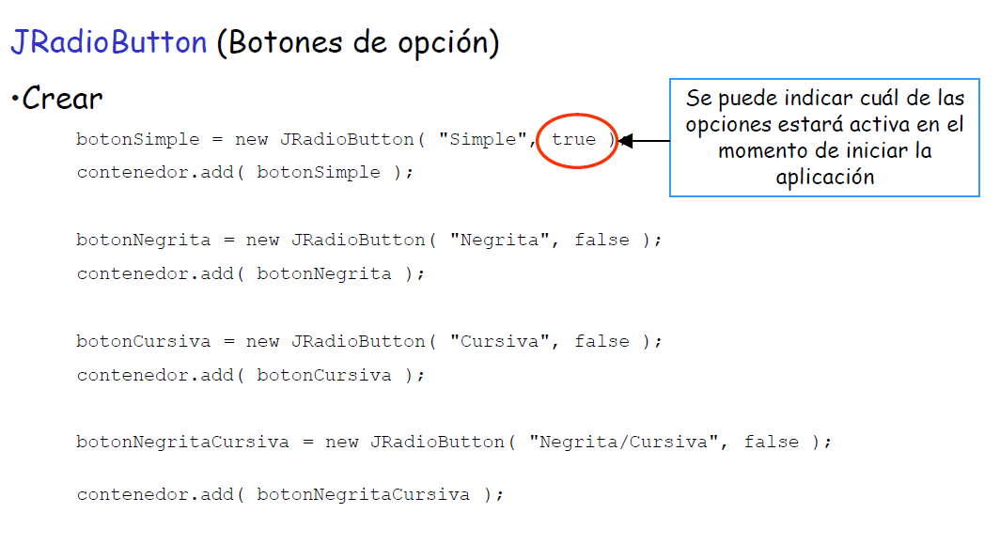 JRadioButton (Botones de opción)
•Crear
Se puede indicar cuál de las
opciones estará activa en el
momento de iniciar la
aplicación
botonSimple = new JRadioButton( "Simple", true );
contenedor.add( botonSimple );
botonNegrita = new JRadioButton( "Negrita", false );
contenedor.add( botonNegrita );
botonCursiva = new JRadioButton( "Cursiva", false );
contenedor.add( botonCursiva );
botonNegritaCursiva = new JRadioButton( "Negrita/Cursiva", false );
contenedor.add( botonNegritaCursiva );